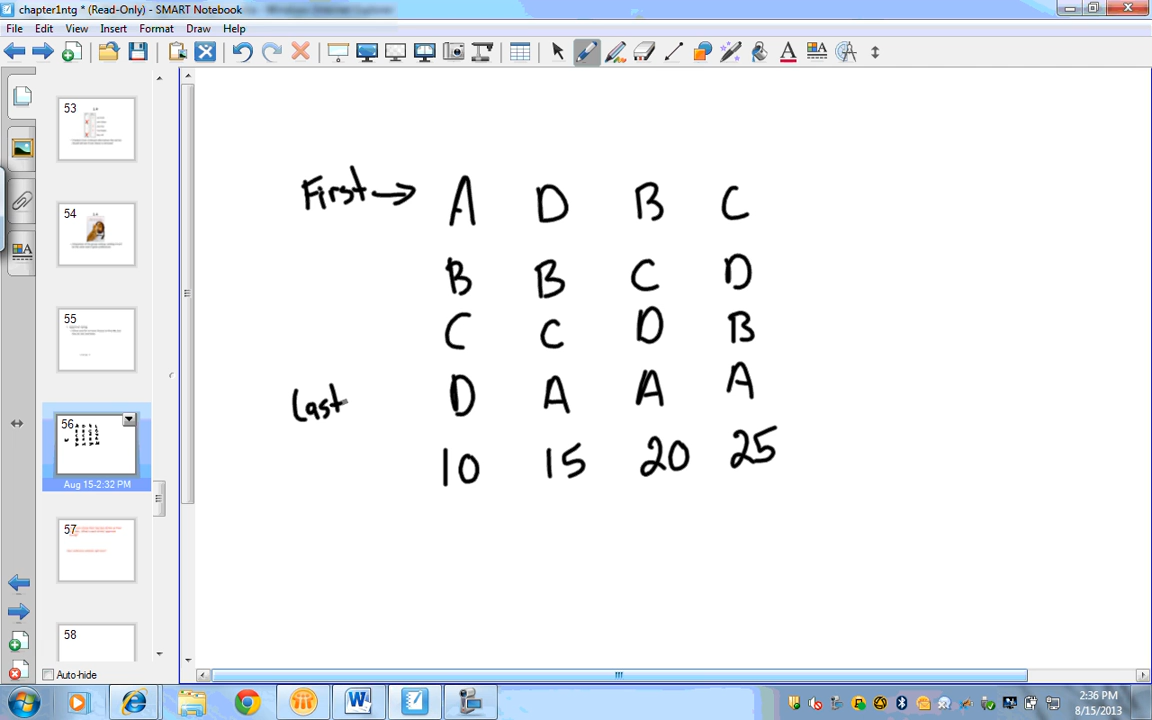 chapter1ntg * (Read-Only) - SMART Notebook
File Edit View Insert Format Draw Help
53
54
55
56
Aug 15-2:32 PM
57
58
Auto-hide
First → A D B C
B B C D
C C D B
Last D A A A
10 15 20 25
2:36 PM
8/15/2013